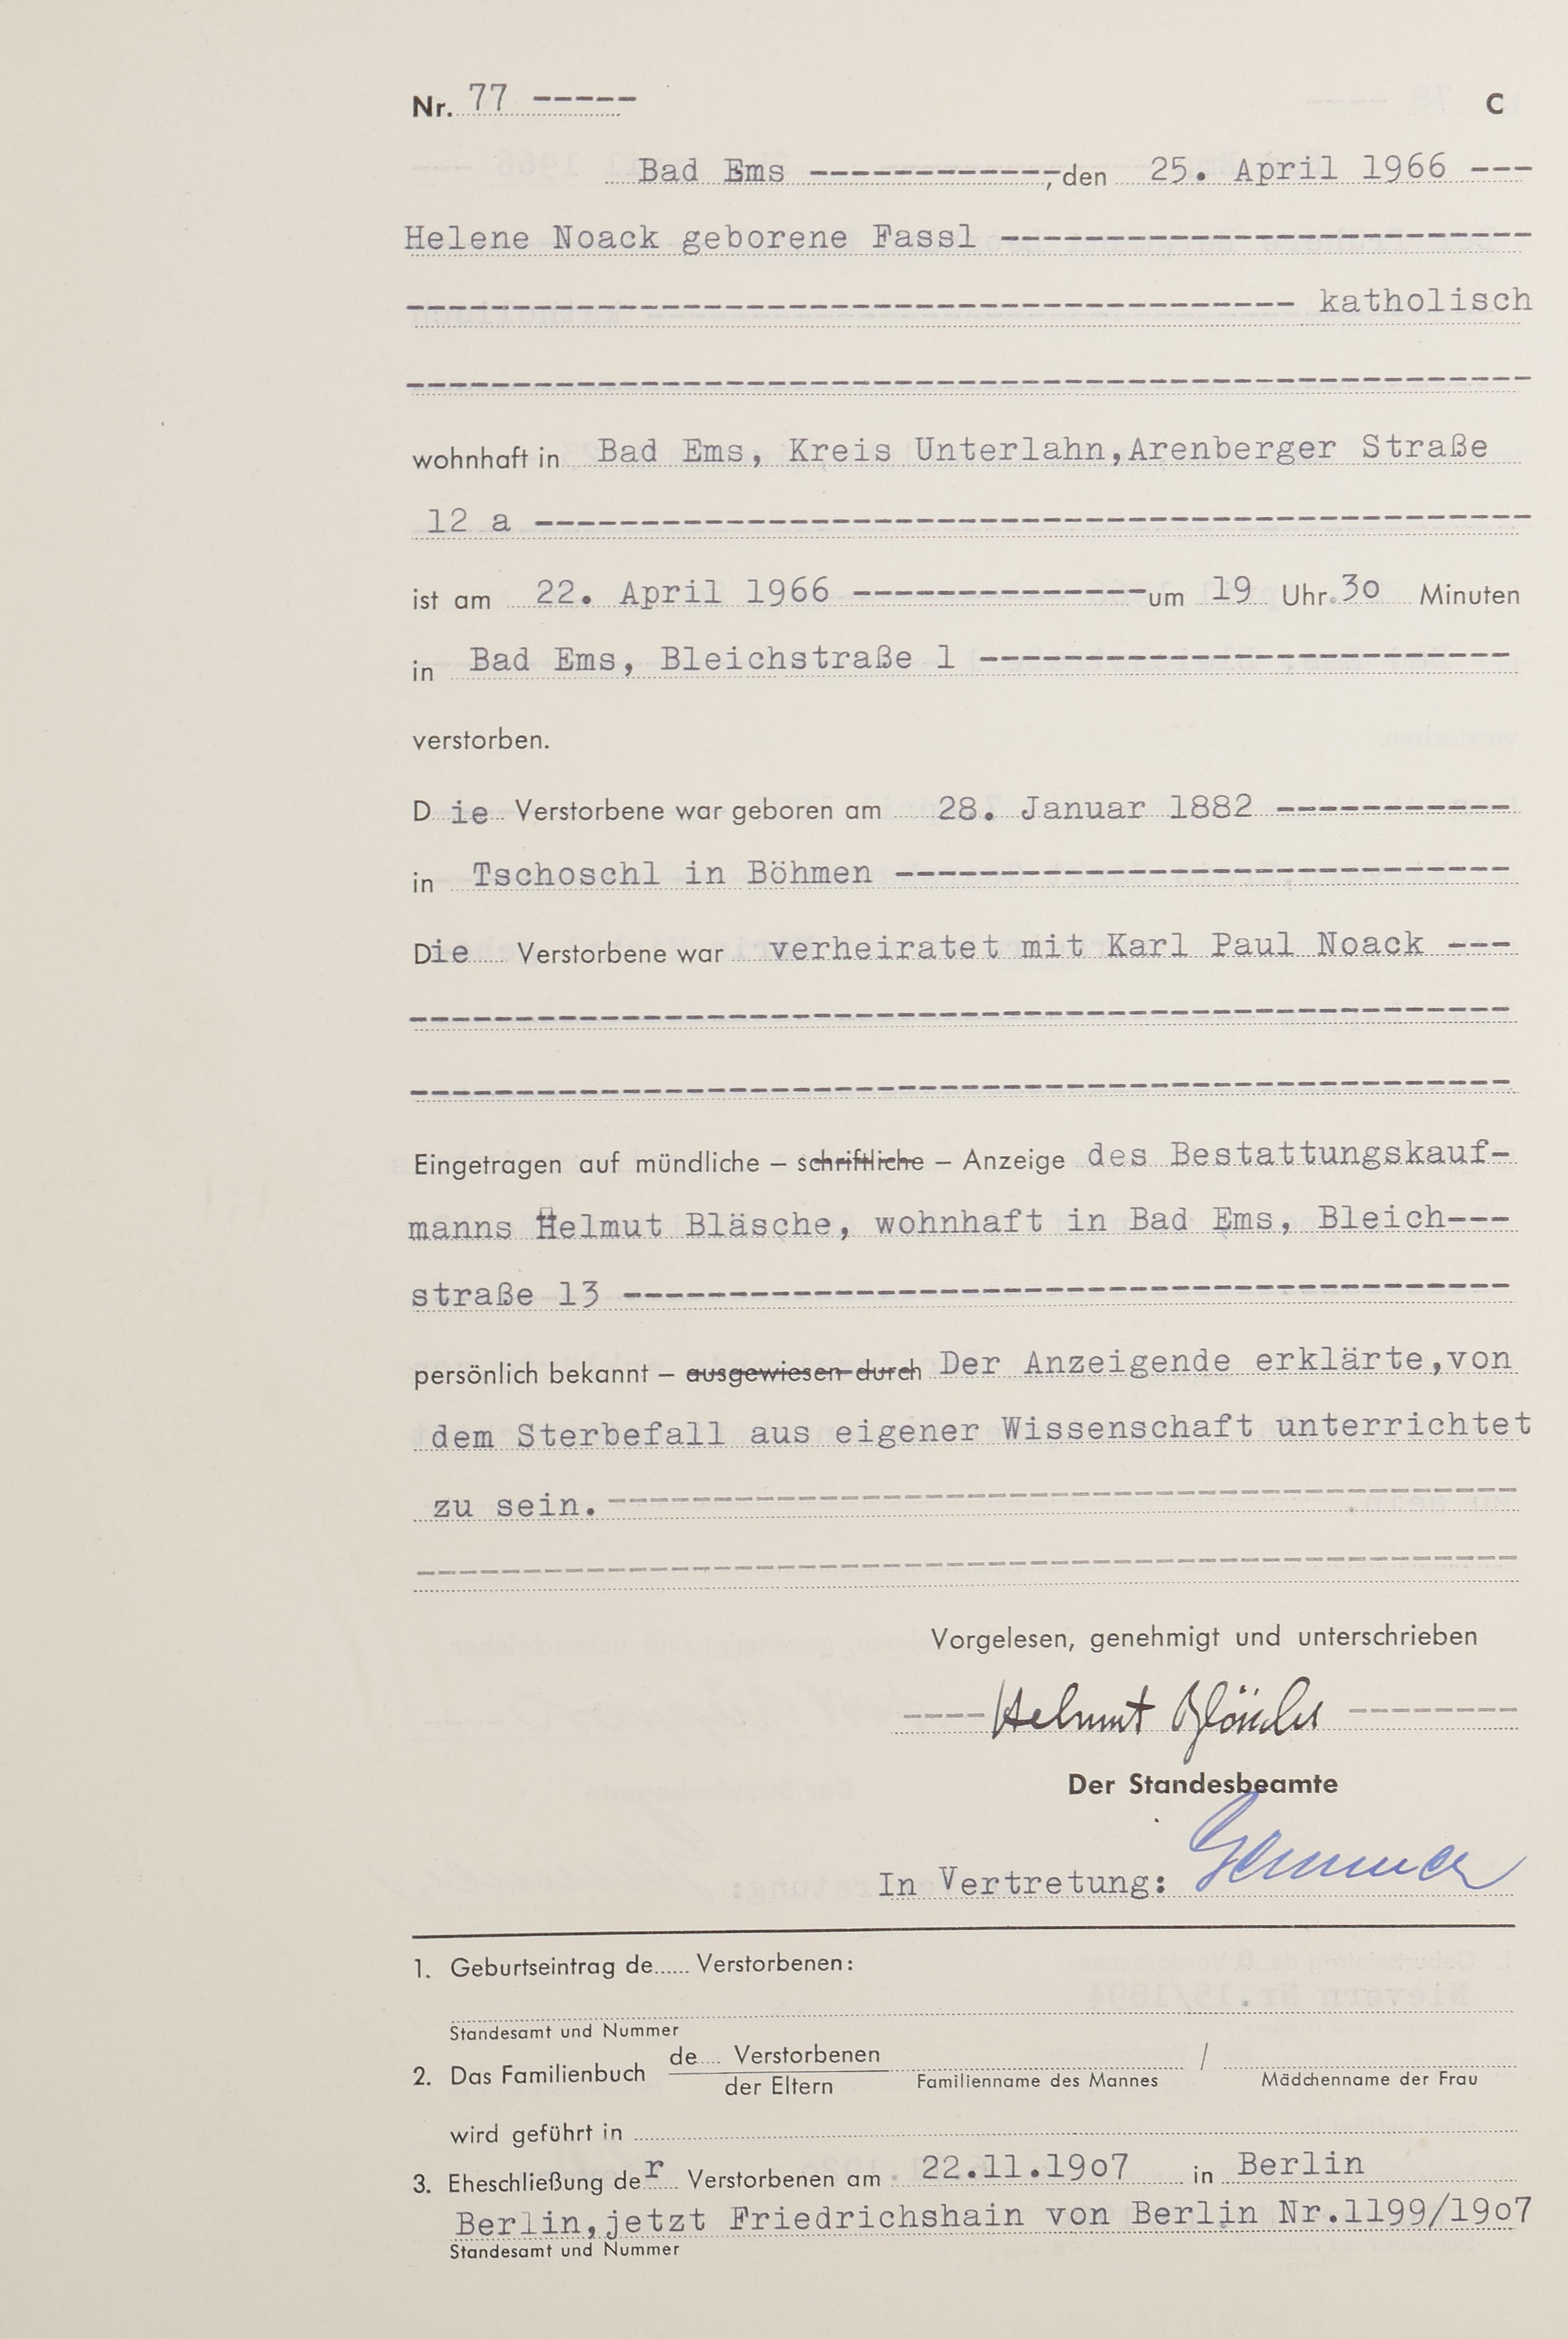 Nr. 77 -----
C
Bad Ems ------------, den 25. April 1966 ---
Helene Noack geborene Fassl -------------------------
------------------------------------------ katholisch
-----------------------------------------------------
wohnhaft in Bad Ems, Kreis Unterlahn,Arenberger Straße
12 a -----------------------------------------------
ist am 22. April 1966 --------------um 19 Uhr 3o Minuten
in Bad Ems, Bleichstraße 1 -------------------------
verstorben.
Die Verstorbene war geboren am 28. Januar 1882 -----------
in Tschoschl in Böhmen -----------------------------
Die Verstorbene war verheiratet mit Karl Paul Noack ---
----------------------------------------------------
----------------------------------------------------
Eingetragen auf mündliche – schriftliche – Anzeige des Bestattungskauf-
manns Helmut Bläsche, wohnhaft in Bad Ems, Bleich---
straße 13 ------------------------------------------
persönlich bekannt – ausgewiesen durch Der Anzeigende erklärte,von
dem Sterbefall aus eigener Wissenschaft unterrichtet
zu sein.-------------------------------------------
----------------------------------------------------
Vorgelesen, genehmigt und unterschrieben
---- Helmut Bläsche --------
Der Standesbeamte
In Vertretung:
1. Geburtseintrag de...... Verstorbenen:
Standesamt und Nummer
2. Das Familienbuch de.... Verstorbenen / 
der Eltern Familienname des Mannes Mädchenname der Frau
wird geführt in
3. Eheschließung der Verstorbenen am 22.11.19o7 in Berlin
Berlin,jetzt Friedrichshain von Berlin Nr.1199/19o7
Standesamt und Nummer